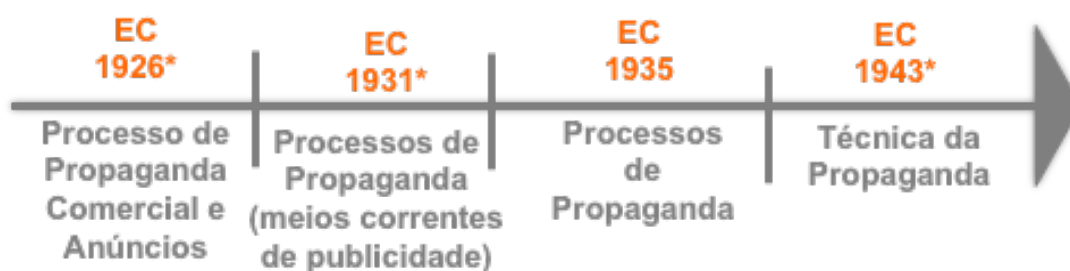 EC
1926*
EC
1931*
EC
1935
EC
1943*
Processo de
Propaganda
Comercial e
Anúncios
Processos de
Propaganda
(meios correntes
de publicidade)
Processos
de
Propaganda
Técnica da
Propaganda